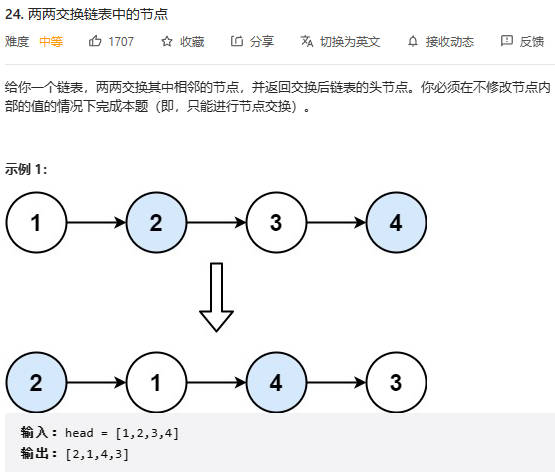 24. 两两交换链表中的节点
难度 中等 1707 收藏 分享 切换为英文 接收动态 反馈
给你一个链表，两两交换其中相邻的节点，并返回交换后链表的头节点。你必须在不修改节点内
部的值的情况下完成本题（即，只能进行节点交换）。
示例 1：
1 2 3 4
2 1 4 3
输入：head = [1,2,3,4]
输出：[2,1,4,3]